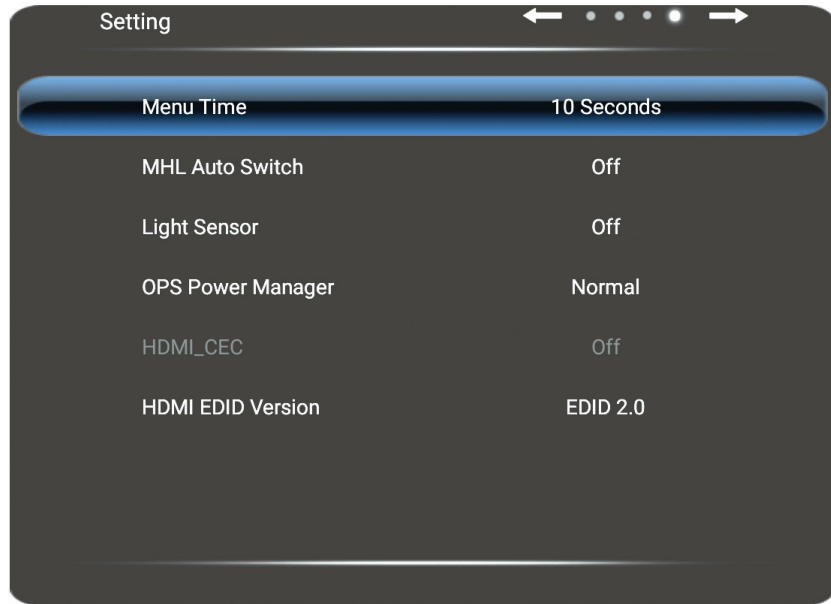 Setting
Menu Time 10 Seconds
MHL Auto Switch Off
Light Sensor Off
OPS Power Manager Normal
HDMI_CEC Off
HDMI EDID Version EDID 2.0